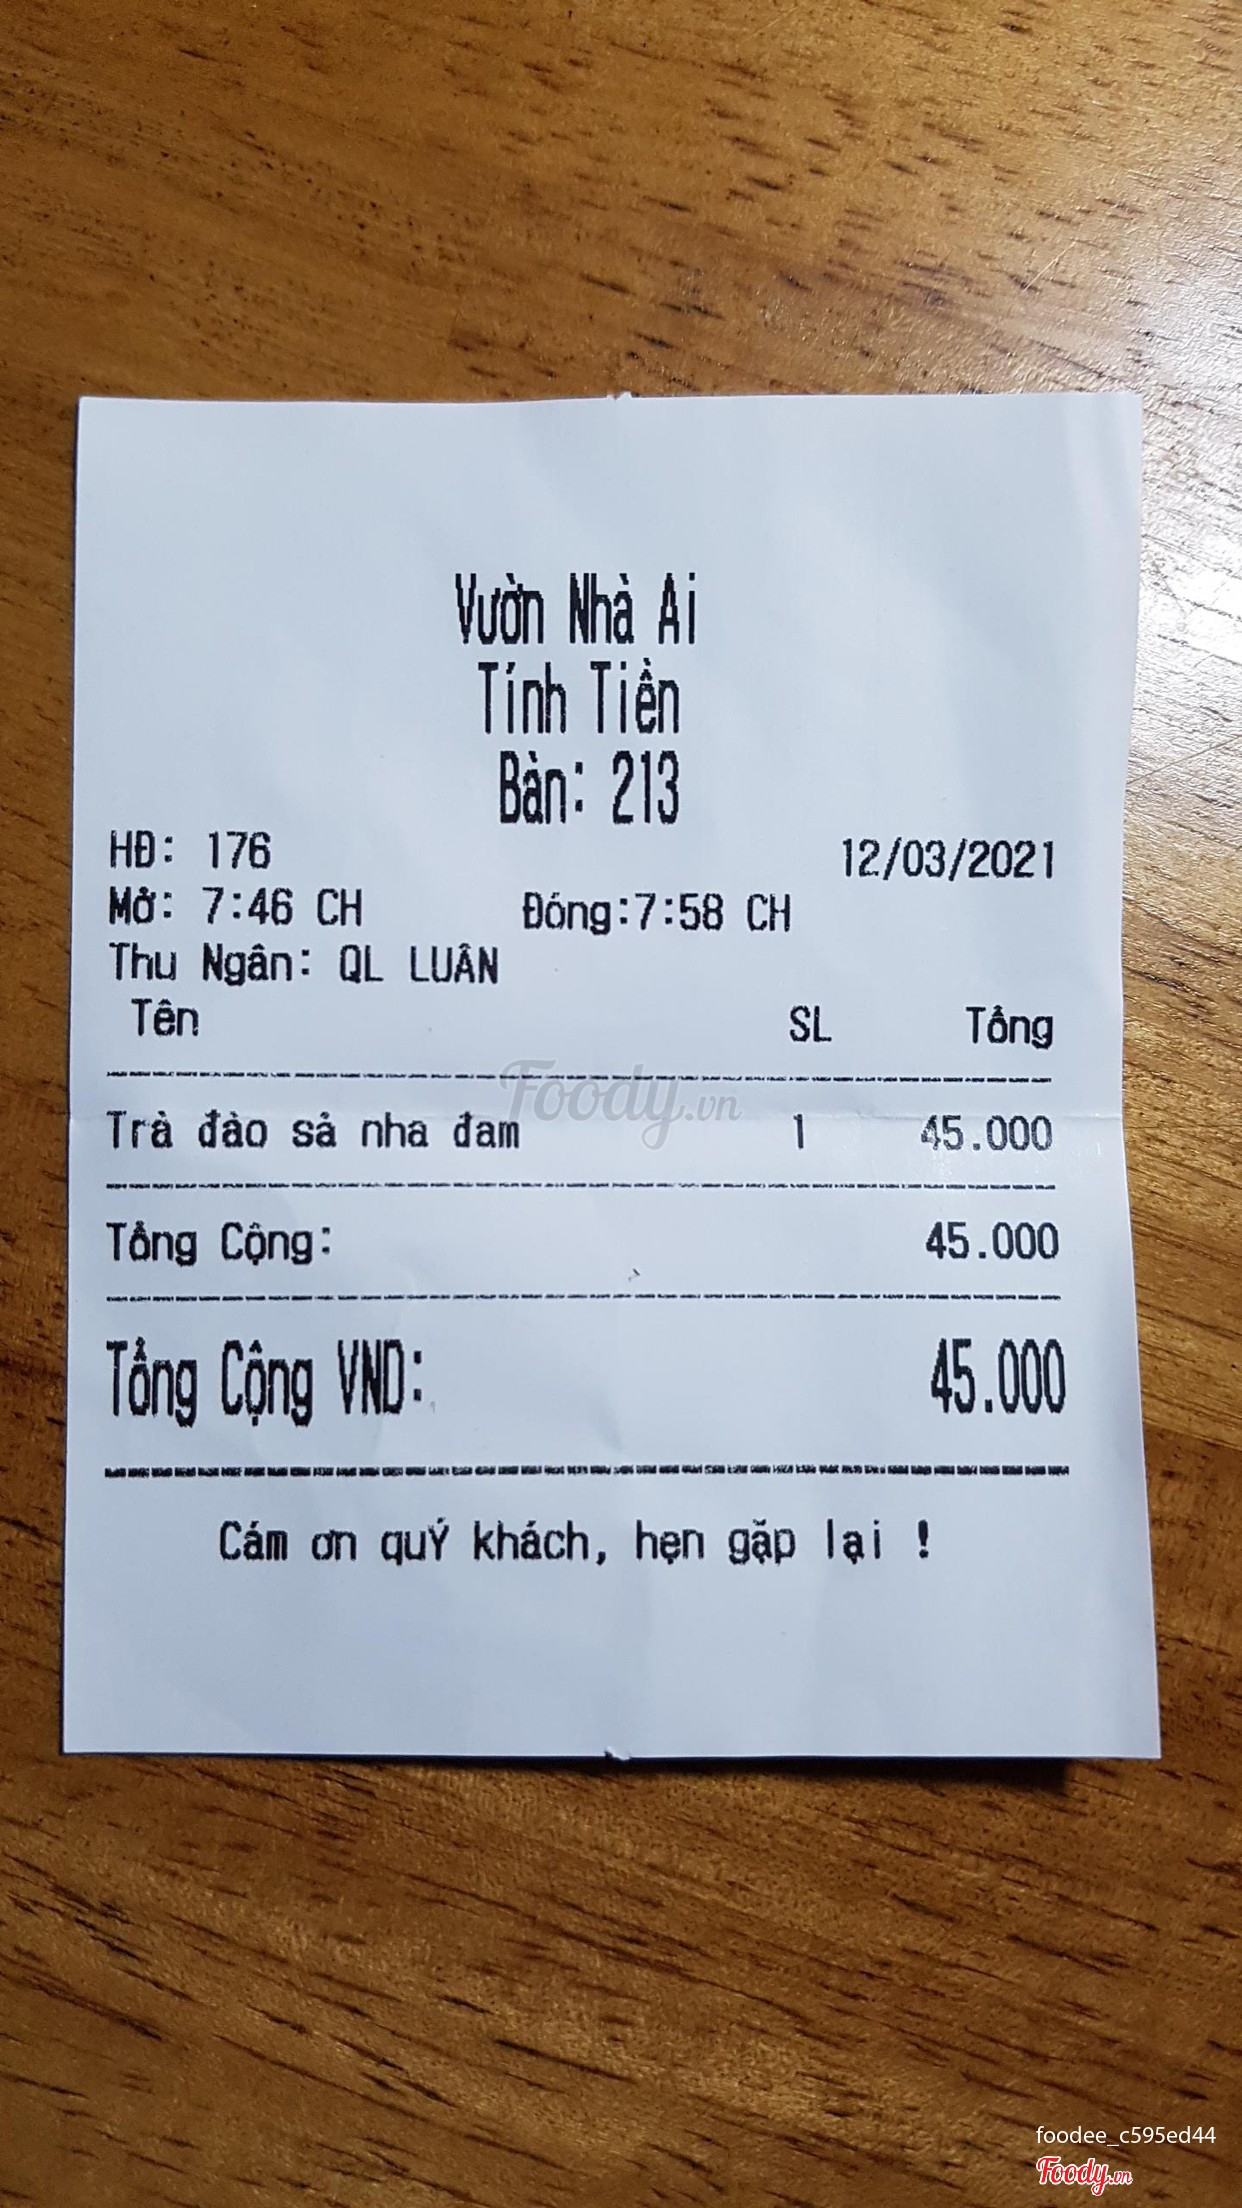 Vườn Nhà Ai
Tính Tiền
Bàn: 213
HĐ: 176 12/03/2021
Mở: 7:46 CH Đóng:7:58 CH
Thu Ngân: QL LUÂN
Tên SL Tổng
Foody.vn
Trà đào sả nha đam 1 45.000
Tổng Cộng: 45.000
Tổng Cộng VND: 45.000
Cám ơn quÝ khách, hẹn gặp lại !
foodee_c595ed44
Foody.vn